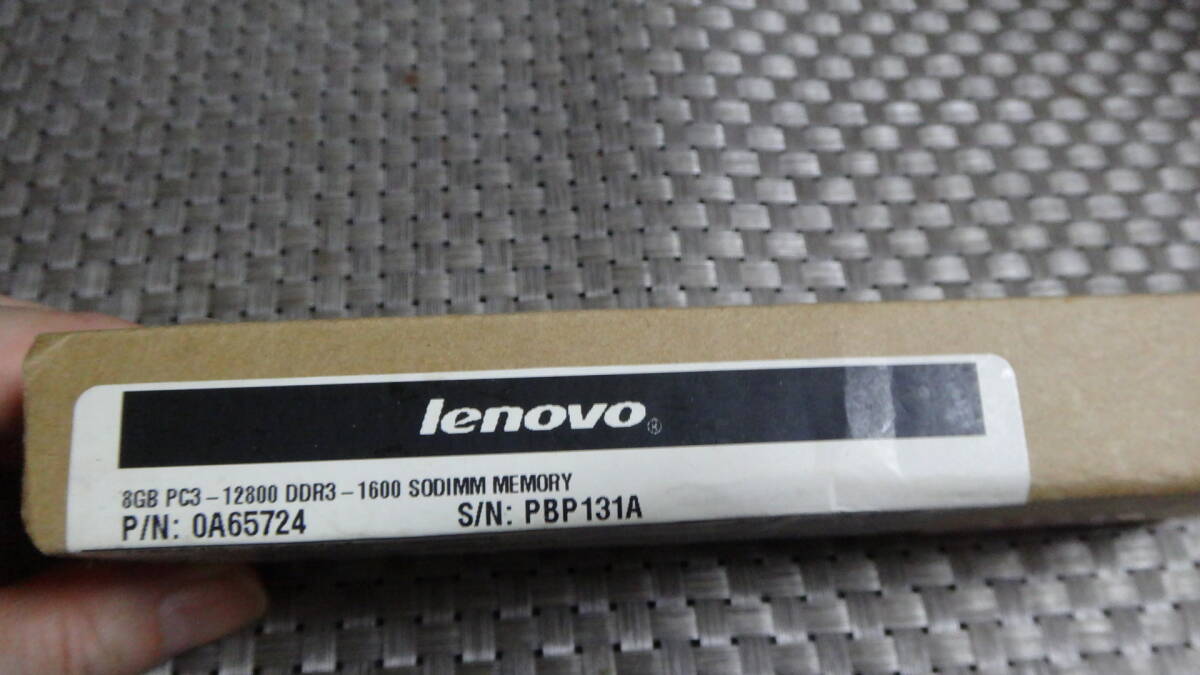 lenovo®
8GB PC3-12800 DDR3-1600 SODIMM MEMORY
P/N: 0A65724 S/N: PBP131A